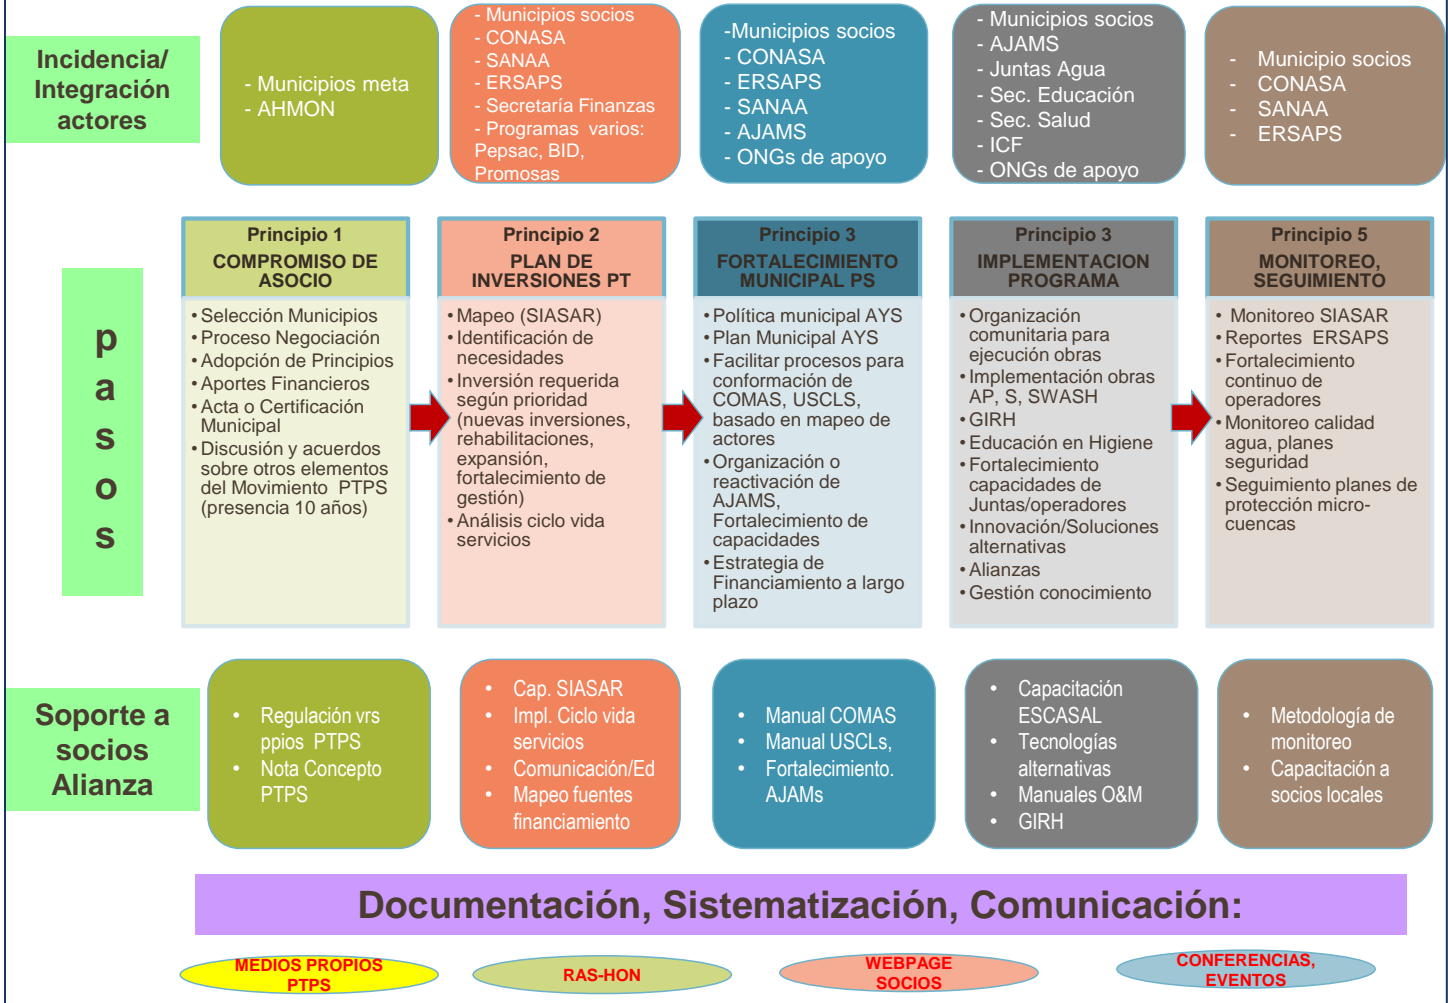 Incidencia/
Integración
actores
- Municipios meta
- AHMON
- Municipios socios
- CONASA
- SANAA
- ERSAPS
- Secretaría Finanzas
- Programas varios:
Pepsac, BID,
Promosas
-Municipios socios
- CONASA
- ERSAPS
- SANAA
- AJAMS
- ONGs de apoyo
- Municipios socios
- AJAMS
- Juntas Agua
- Sec. Educación
- Sec. Salud
- ICF
- ONGs de apoyo
- Municipio socios
- CONASA
- SANAA
- ERSAPS
p
a
s
o
s
Principio 1
COMPROMISO DE
ASOCIO
• Selección Municipios
• Proceso Negociación
• Adopción de Principios
• Aportes Financieros
• Acta o Certificación
Municipal
• Discusión y acuerdos
sobre otros elementos
del Movimiento PTPS
(presencia 10 años)
Principio 2
PLAN DE
INVERSIONES PT
• Mapeo (SIASAR)
• Identificación de
necesidades
• Inversión requerida
según prioridad
(nuevas inversiones,
rehabilitaciones,
expansión,
fortalecimiento de
gestión)
• Análisis ciclo vida
servicios
Principio 3
FORTALECIMIENTO
MUNICIPAL PS
• Política municipal AYS
• Plan Municipal AYS
• Facilitar procesos para
conformación de
COMAS, USCLS,
basado en mapeo de
actores
• Organización o
reactivación de
AJAMS,
Fortalecimiento de
capacidades
• Estrategia de
Financiamiento a largo
plazo
Principio 3
IMPLEMENTACION
PROGRAMA
• Organización
comunitaria para
ejecución obras
• Implementación obras
AP, S, SWASH
• GIRH
• Educación en Higiene
• Fortalecimiento
capacidades de
Juntas/operadores
• Innovación/Soluciones
alternativas
• Alianzas
• Gestión conocimiento
Principio 5
MONITOREO,
SEGUIMIENTO
• Monitoreo SIASAR
• Reportes ERSAPS
• Fortalecimiento
continuo de
operadores
• Monitoreo calidad
agua, planes
seguridad
• Seguimiento planes de
protección micro-
cuencas
Soporte a
socios
Alianza
• Regulación vrs
ppios PTPS
• Nota Concepto
PTPS
• Cap. SIASAR
• Impl. Ciclo vida
servicios
• Comunicación/Ed
• Mapeo fuentes
financiamiento
• Manual COMAS
• Manual USCLs,
• Fortalecimiento.
AJAMs
• Capacitación
ESCASAL
• Tecnologías
alternativas
• Manuales O&M
• GIRH
• Metodología de
monitoreo
• Capacitación a
socios locales
Documentación, Sistematización, Comunicación:
MEDIOS PROPIOS
PTPS
RAS-HON
WEBPAGE
SOCIOS
CONFERENCIAS,
EVENTOS